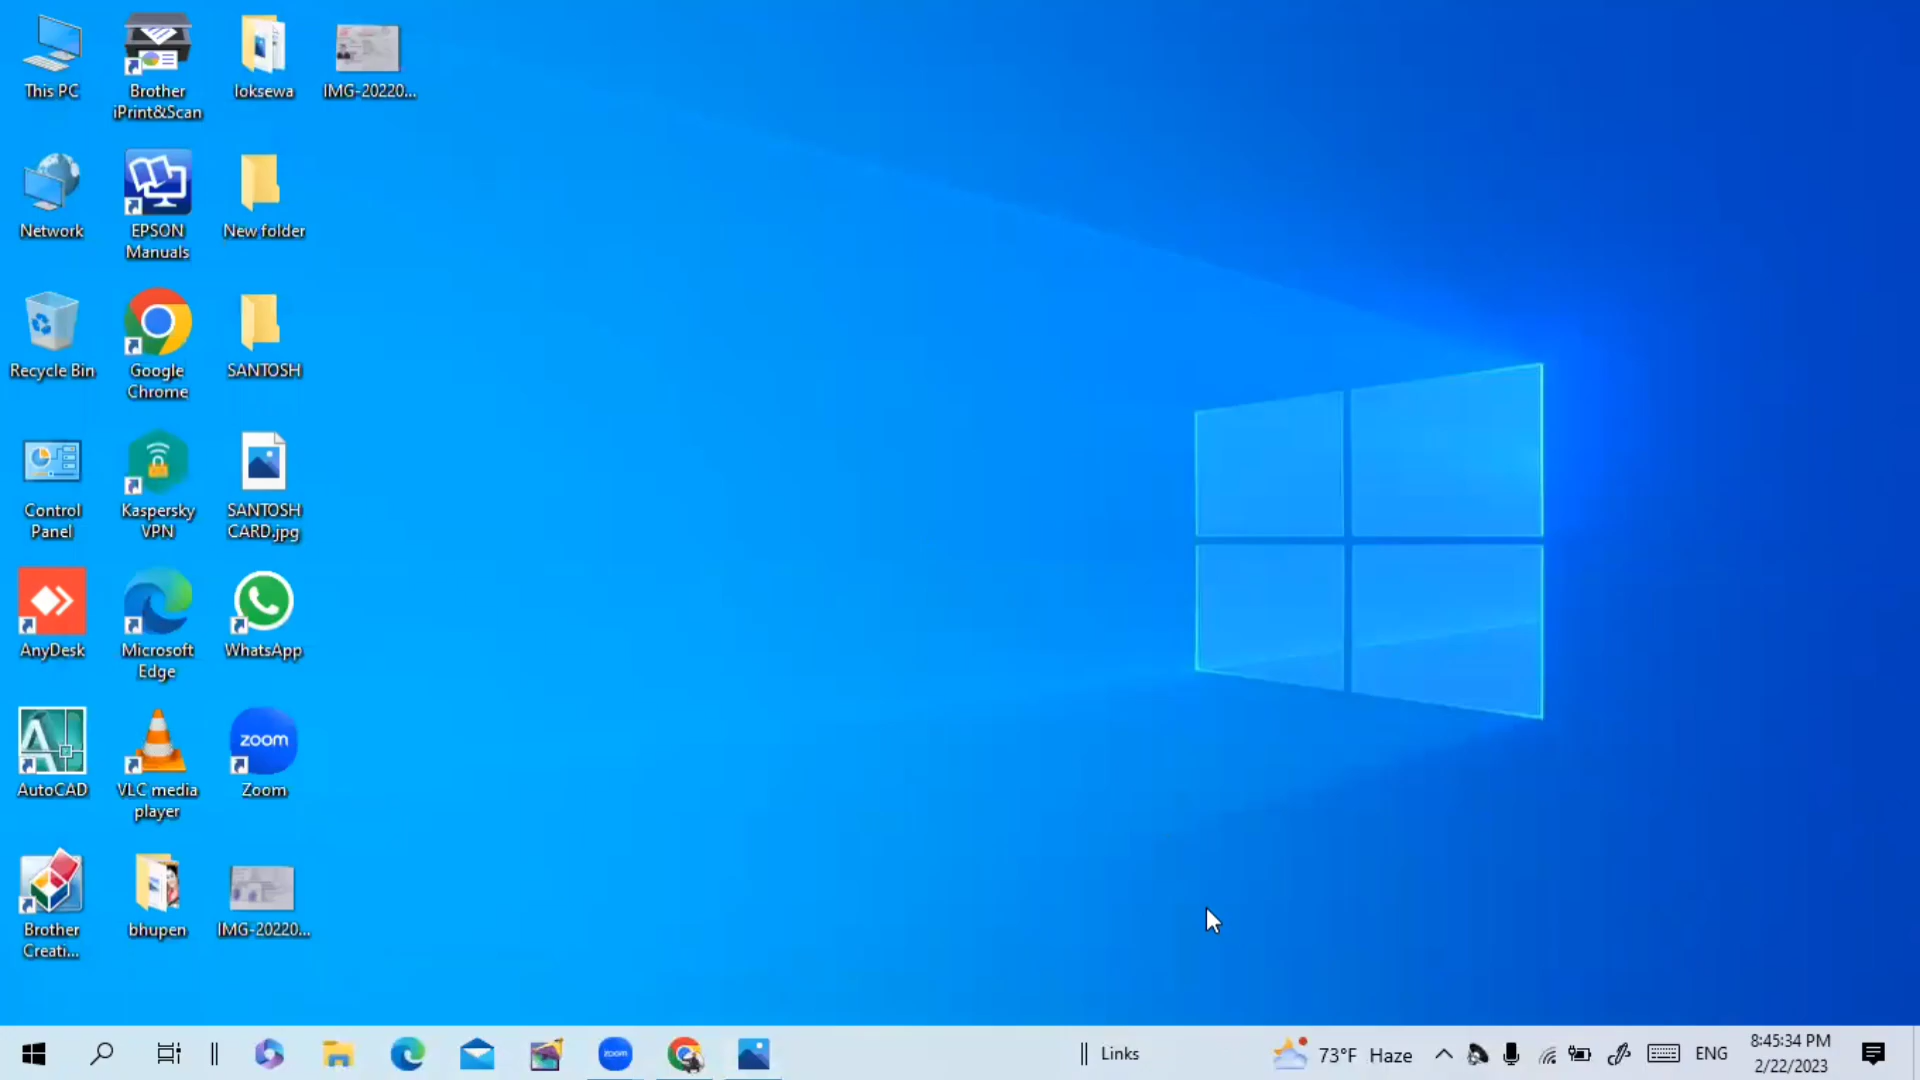 This PC
Brother
iPrint&Scan
loksewa
IMG-20220...
Network
EPSON
Manuals
New folder
Recycle Bin
Google
Chrome
SANTOSH
Control
Panel
Kaspersky
VPN
SANTOSH
CARD.jpg
AnyDesk
Microsoft
Edge
WhatsApp
AutoCAD
VLC media
player
zoom
Zoom
Brother
Creati...
bhupen
IMG-20220...
zoom
Links
73°F Haze
ENG
8:45:34 PM
2/22/2023